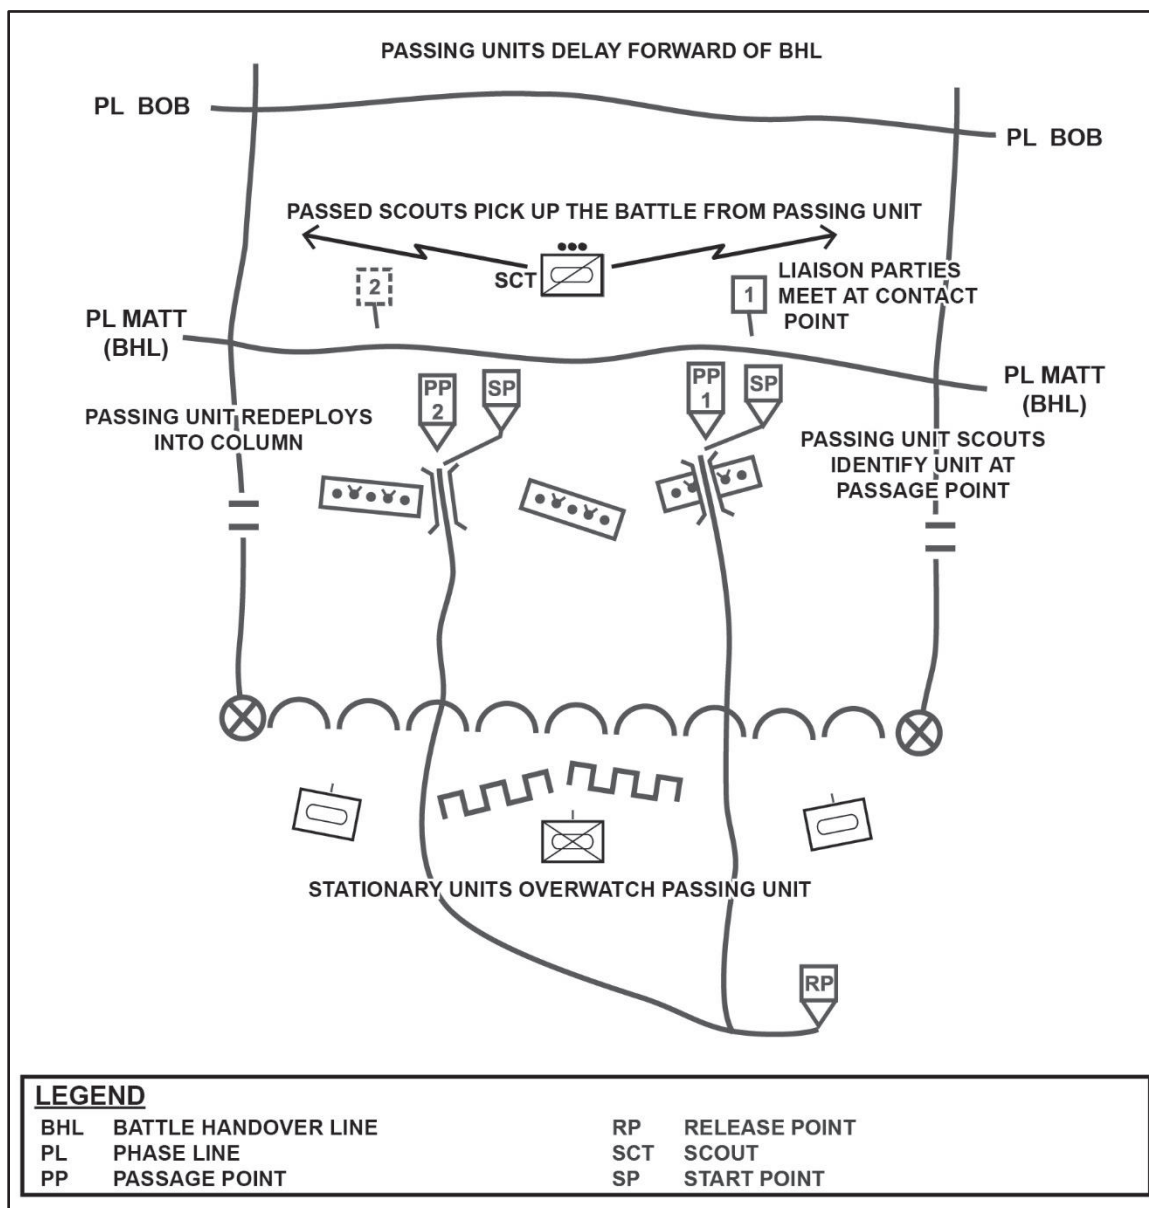 PASSING UNITS DELAY FORWARD OF BHL
PL BOB
PL BOB
PASSED SCOUTS PICK UP THE BATTLE FROM PASSING UNIT
SCT
2
1
LIAISON PARTIES
MEET AT CONTACT
POINT
PL MATT
(BHL)
PL MATT
(BHL)
PP
2
SP
PP
1
SP
PASSING UNIT REDEPLOYS
INTO COLUMN
PASSING UNIT SCOUTS
IDENTIFY UNIT AT
PASSAGE POINT
STATIONARY UNITS OVERWATCH PASSING UNIT
RP
LEGEND
BHL BATTLE HANDOVER LINE
PL PHASE LINE
PP PASSAGE POINT
RP RELEASE POINT
SCT SCOUT
SP START POINT